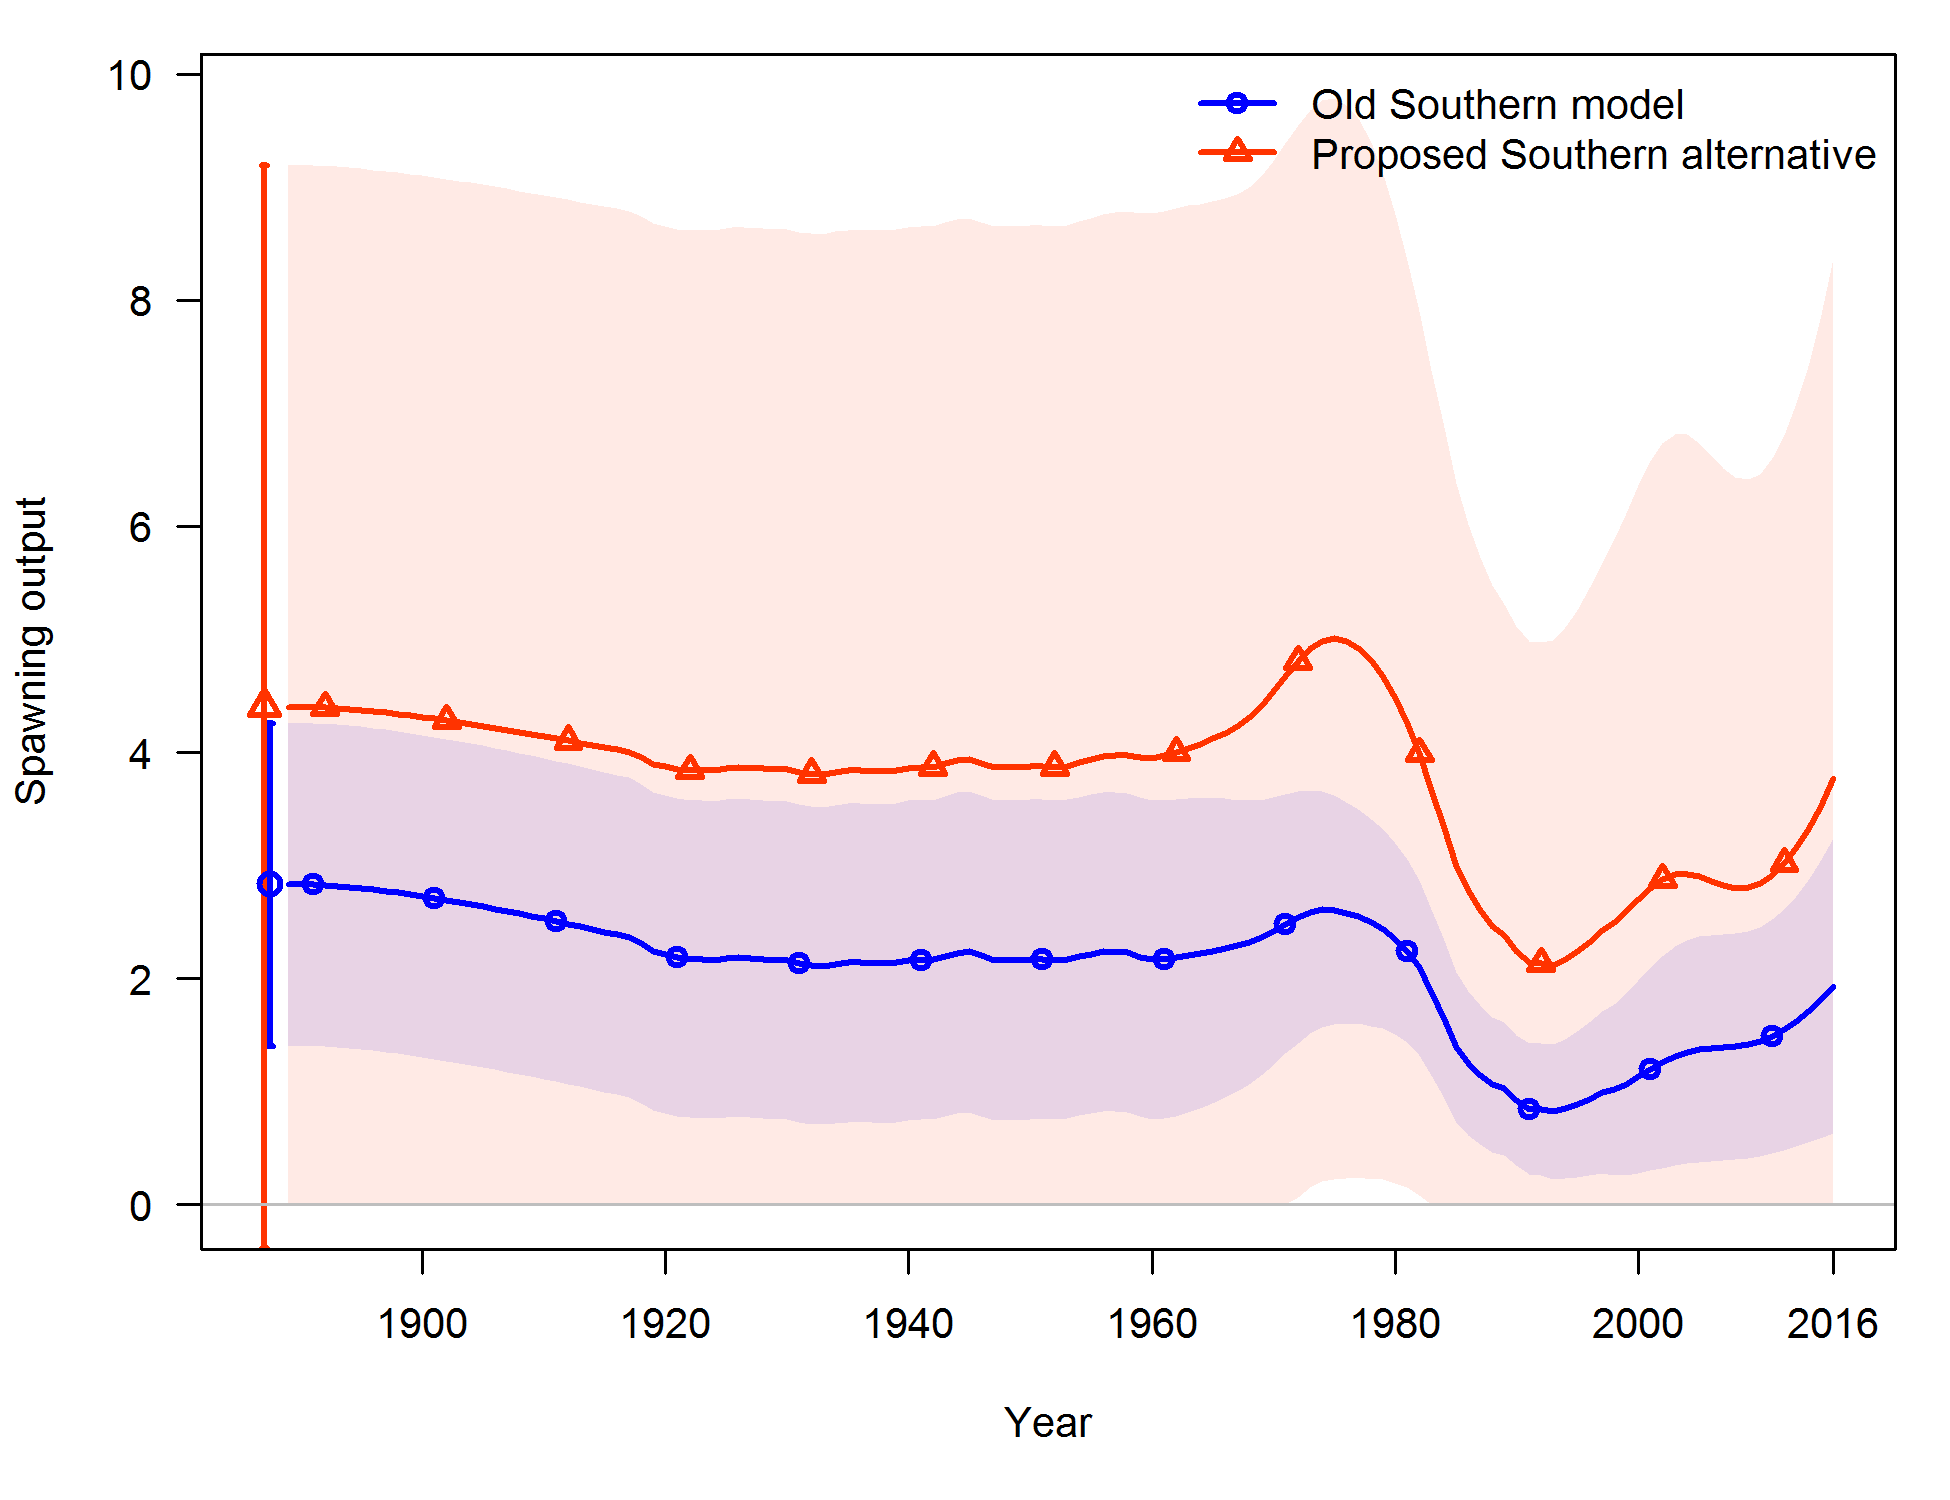 10
8
6
4
2
0
Spawning output
Old Southern model
Proposed Southern alternative
1900 1920 1940 1960 1980 2000 2016
Year